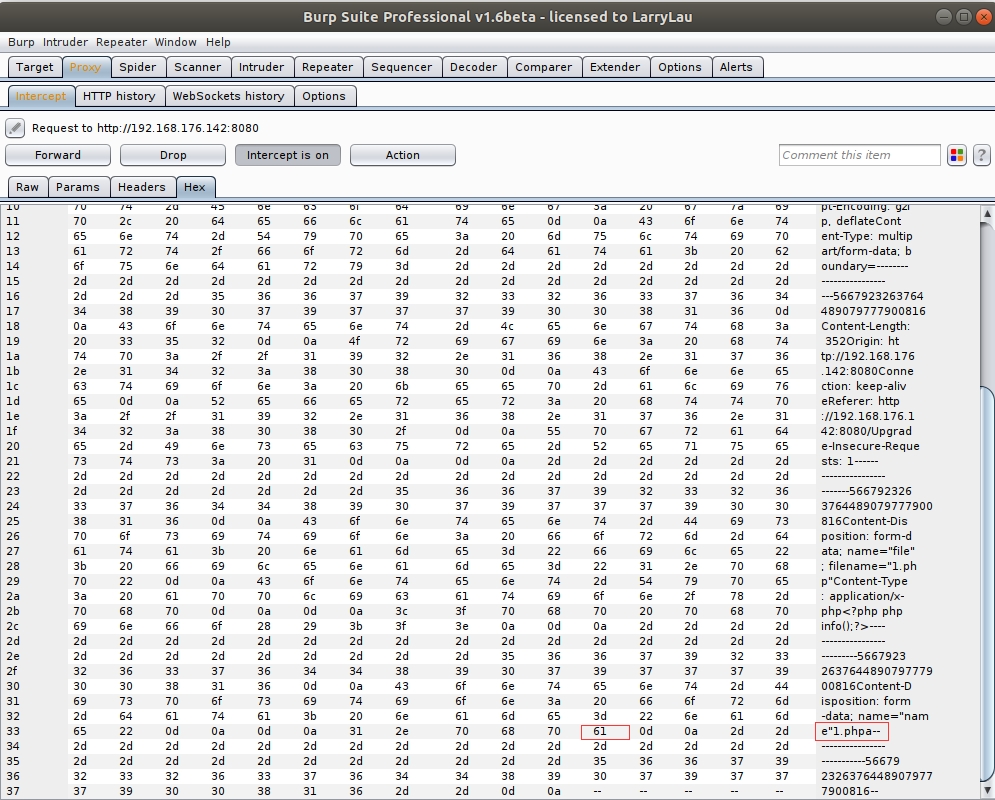 Burp Suite Professional v1.6beta - licensed to LarryLau
Burp Intruder Repeater Window Help
Target Proxy Spider Scanner Intruder Repeater Sequencer Decoder Comparer Extender Options Alerts
Intercept HTTP history WebSockets history Options
Request to http://192.168.176.142:8080
Forward Drop Intercept is on Action Comment this item ?
Raw Params Headers Hex
10 70 74 2d 45 6e 63 6f 64 69 6e 67 3a 20 67 7a 69 pt-Encoding: gzi
11 70 2c 20 64 65 66 6c 61 74 65 0d 0a 43 6f 6e 74 p, deflateCont
12 65 6e 74 2d 54 79 70 65 3a 20 6d 75 6c 74 69 70 ent-Type: multip
13 61 72 74 2f 66 6f 72 6d 2d 64 61 74 61 3b 20 62 art/form-data; b
14 6f 75 6e 64 61 72 79 3d 2d 2d 2d 2d 2d 2d 2d 2d oundary=--------
15 2d 2d 2d 2d 2d 2d 2d 2d 2d 2d 2d 2d 2d 2d 2d 2d ----------------
16 2d 2d 2d 35 36 36 37 39 32 33 32 36 33 37 36 34 ---5667923263764
17 34 38 39 30 37 39 37 37 37 39 30 30 38 31 36 0d 489079777900816
18 0a 43 6f 6e 74 65 6e 74 2d 4c 65 6e 67 74 68 3a Content-Length:
19 20 33 35 32 0d 0a 4f 72 69 67 69 6e 3a 20 68 74 352Origin: ht
1a 74 70 3a 2f 2f 31 39 32 2e 31 36 38 2e 31 37 36 tp://192.168.176
1b 2e 31 34 32 3a 38 30 38 30 0d 0a 43 6f 6e 6e 65 .142:8080Conne
1c 63 74 69 6f 6e 3a 20 6b 65 65 70 2d 61 6c 69 76 ction: keep-aliv
1d 65 0d 0a 52 65 66 65 72 65 72 3a 20 68 74 74 70 eReferer: http
1e 3a 2f 2f 31 39 32 2e 31 36 38 2e 31 37 36 2e 31 ://192.168.176.1
1f 34 32 3a 38 30 38 30 2f 0d 0a 55 70 67 72 61 64 42:8080/Upgrad
20 65 2d 49 6e 73 65 63 75 72 65 2d 52 65 71 75 65 e-Insecure-Reque
21 73 74 73 3a 20 31 0d 0a 0d 0a 2d 2d 2d 2d 2d 2d sts: 1------
22 2d 2d 2d 2d 2d 2d 2d 2d 2d 2d 2d 2d 2d 2d 2d 2d ----------------
23 2d 2d 2d 2d 2d 2d 2d 35 36 36 37 39 32 33 32 36 -------566792326
24 33 37 36 34 34 38 39 30 37 39 37 37 37 39 30 30 3764489079777900
25 38 31 36 0d 0a 43 6f 6e 74 65 6e 74 2d 44 69 73 816Content-Dis
26 70 6f 73 69 74 69 6f 6e 3a 20 66 6f 72 6d 2d 64 position: form-d
27 61 74 61 3b 20 6e 61 6d 65 3d 22 66 69 6c 65 22 ata; name="file"
28 3b 20 66 69 6c 65 6e 61 6d 65 3d 22 31 2e 70 68 ; filename="1.ph
29 70 22 0d 0a 43 6f 6e 74 65 6e 74 2d 54 79 70 65 p"Content-Type
2a 3a 20 61 70 70 6c 69 63 61 74 69 6f 6e 2f 78 2d : application/x-
2b 70 68 70 0d 0a 0d 0a 3c 3f 70 68 70 20 70 68 70 php<?php php
2c 69 6e 66 6f 28 29 3b 3f 3e 0a 0d 0a 2d 2d 2d 2d info();?>----
2d 2d 2d 2d 2d 2d 2d 2d 2d 2d 2d 2d 2d 2d 2d 2d 2d ----------------
2e 2d 2d 2d 2d 2d 2d 2d 2d 2d 35 36 36 37 39 32 33 ---------5667923
2f 32 36 33 37 36 34 34 38 39 30 37 39 37 37 37 39 2637644890797779
30 30 30 38 31 36 0d 0a 43 6f 6e 74 65 6e 74 2d 44 00816Content-D
31 69 73 70 6f 73 69 74 69 6f 6e 3a 20 66 6f 72 6d isposition: form
32 2d 64 61 74 61 3b 20 6e 61 6d 65 3d 22 6e 61 6d -data; name="nam
33 65 22 0d 0a 0d 0a 31 2e 70 68 70 61 0d 0a 2d 2d e"1.phpa--
34 2d 2d 2d 2d 2d 2d 2d 2d 2d 2d 2d 2d 2d 2d 2d 2d ----------------
35 2d 2d 2d 2d 2d 2d 2d 2d 2d 2d 2d 35 36 36 37 39 -----------56679
36 32 33 32 36 33 37 36 34 34 38 39 30 37 39 37 37 2326376448907977
37 37 39 30 30 38 31 36 2d 2d 0d 0a -- -- -- -- -- 7900816--